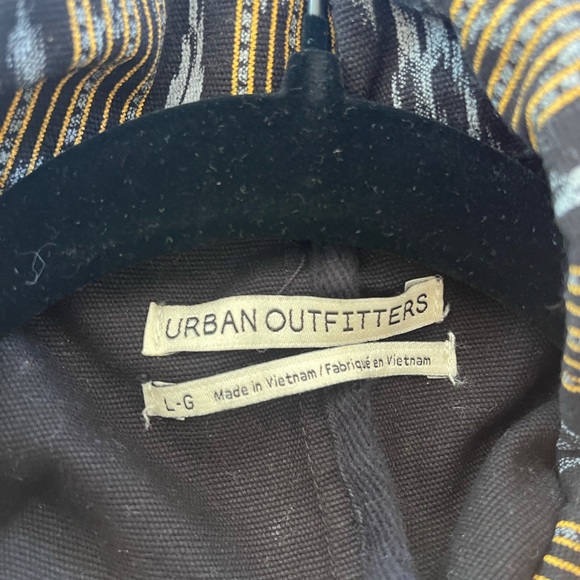 URBAN OUTFITTERS
L-G Made in Vietnam / Fabriqué en Vietnam